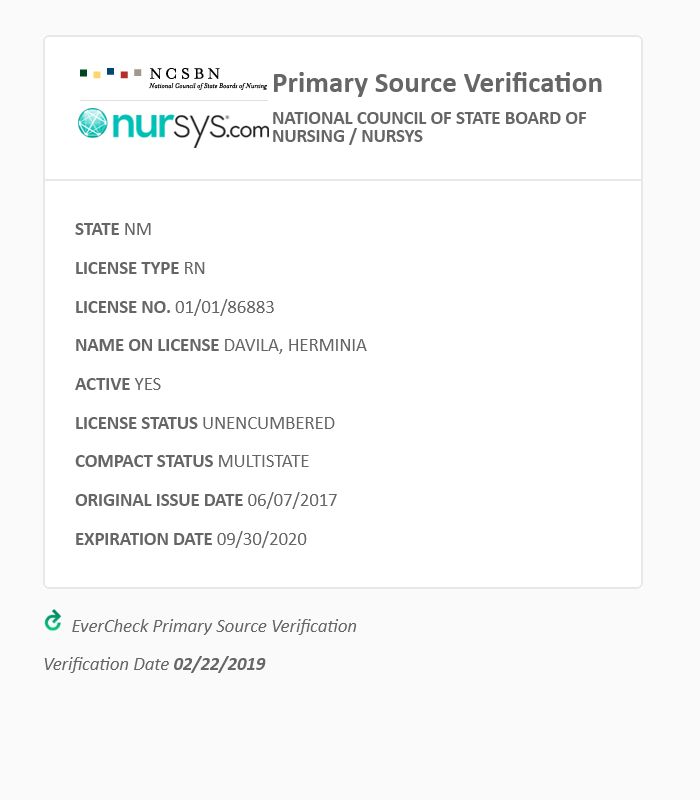 NCSBN
National Council of State Boards of Nursing
nursys.com
Primary Source Verification
NATIONAL COUNCIL OF STATE BOARD OF
NURSING / NURSYS
STATE NM
LICENSE TYPE RN
LICENSE NO. 01/01/86883
NAME ON LICENSE DAVILA, HERMINIA
ACTIVE YES
LICENSE STATUS UNENCUMBERED
COMPACT STATUS MULTISTATE
ORIGINAL ISSUE DATE 06/07/2017
EXPIRATION DATE 09/30/2020
EverCheck Primary Source Verification
Verification Date 02/22/2019